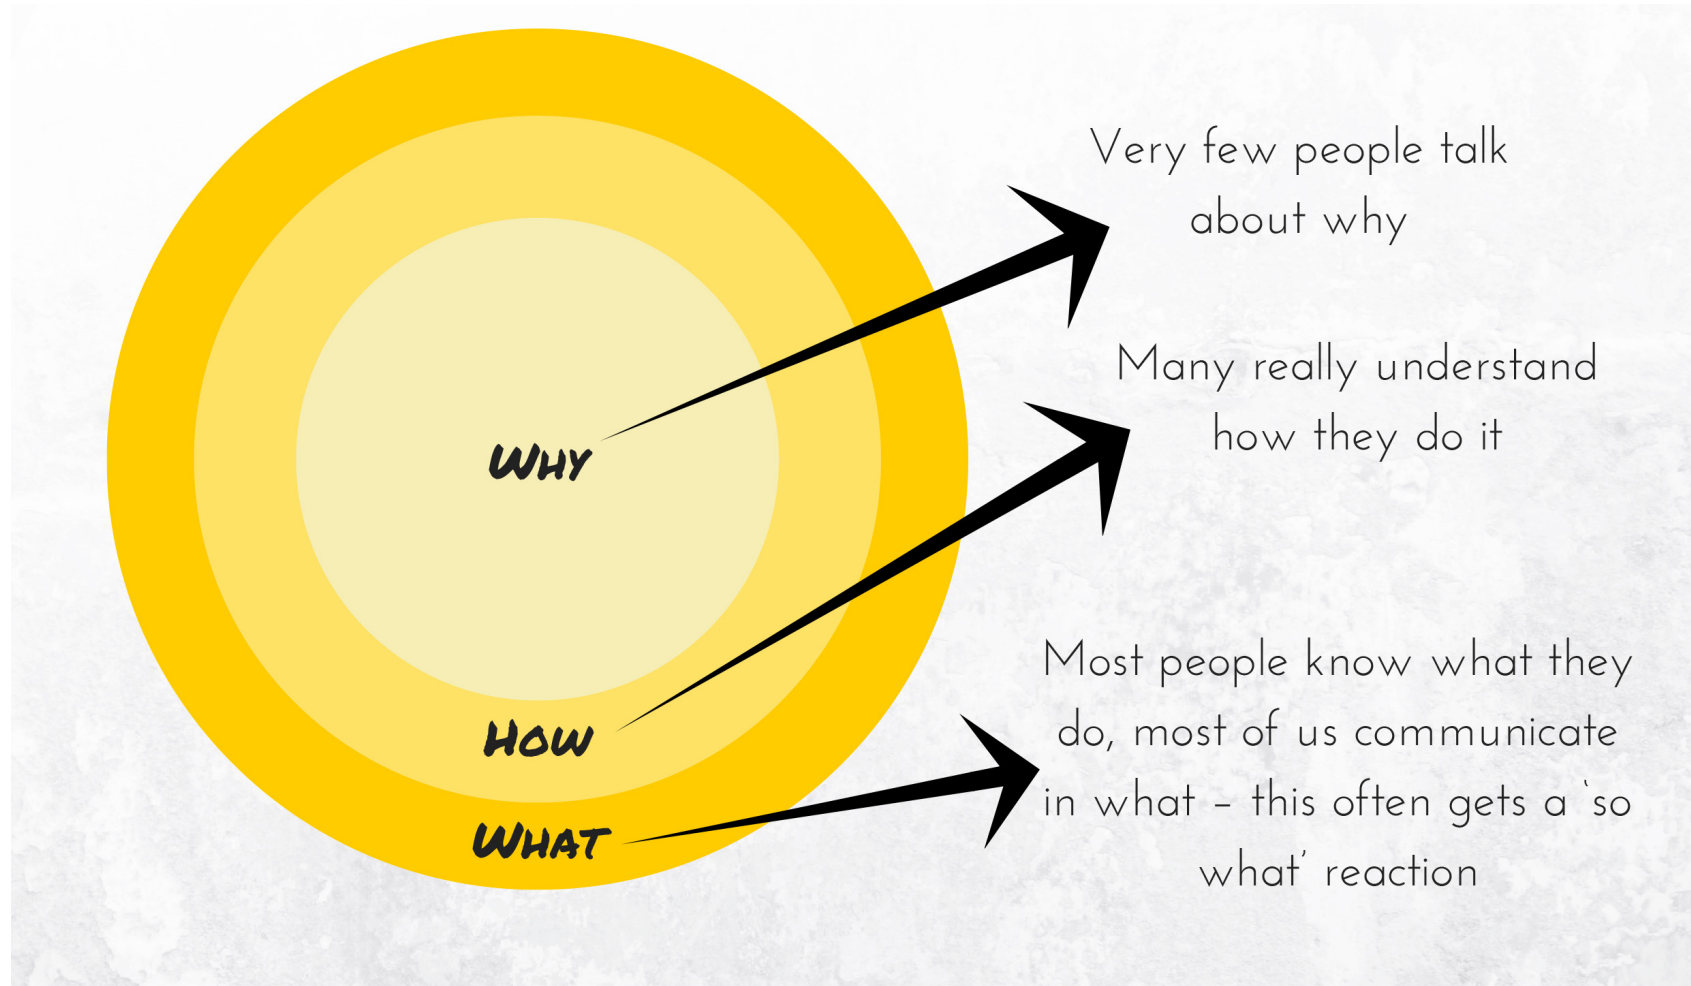 Very few people talk
about why
Many really understand
how they do it
Why
How
Most people know what they
do, most of us communicate
in what – this often gets a ‘so
what’ reaction
What